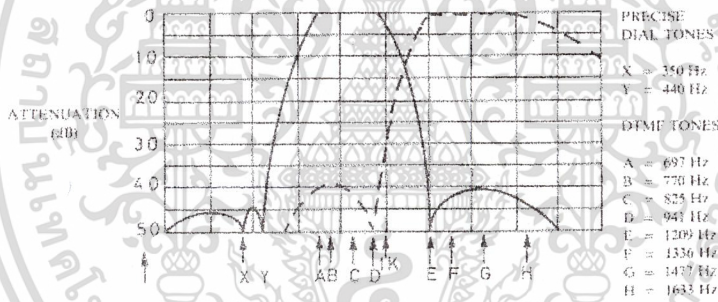 PRECISE
DIAL TONES
X = 350 Hz
Y = 440 Hz
DTMF TONES
A = 697 Hz
B = 770 Hz
C = 825 Hz
D = 941 Hz
E = 1209 Hz
F = 1336 Hz
G = 1477 Hz
H = 1633 Hz
ATTENUATION
(dB)
0
10
20
30
40
50
X Y A B C D K E F G H